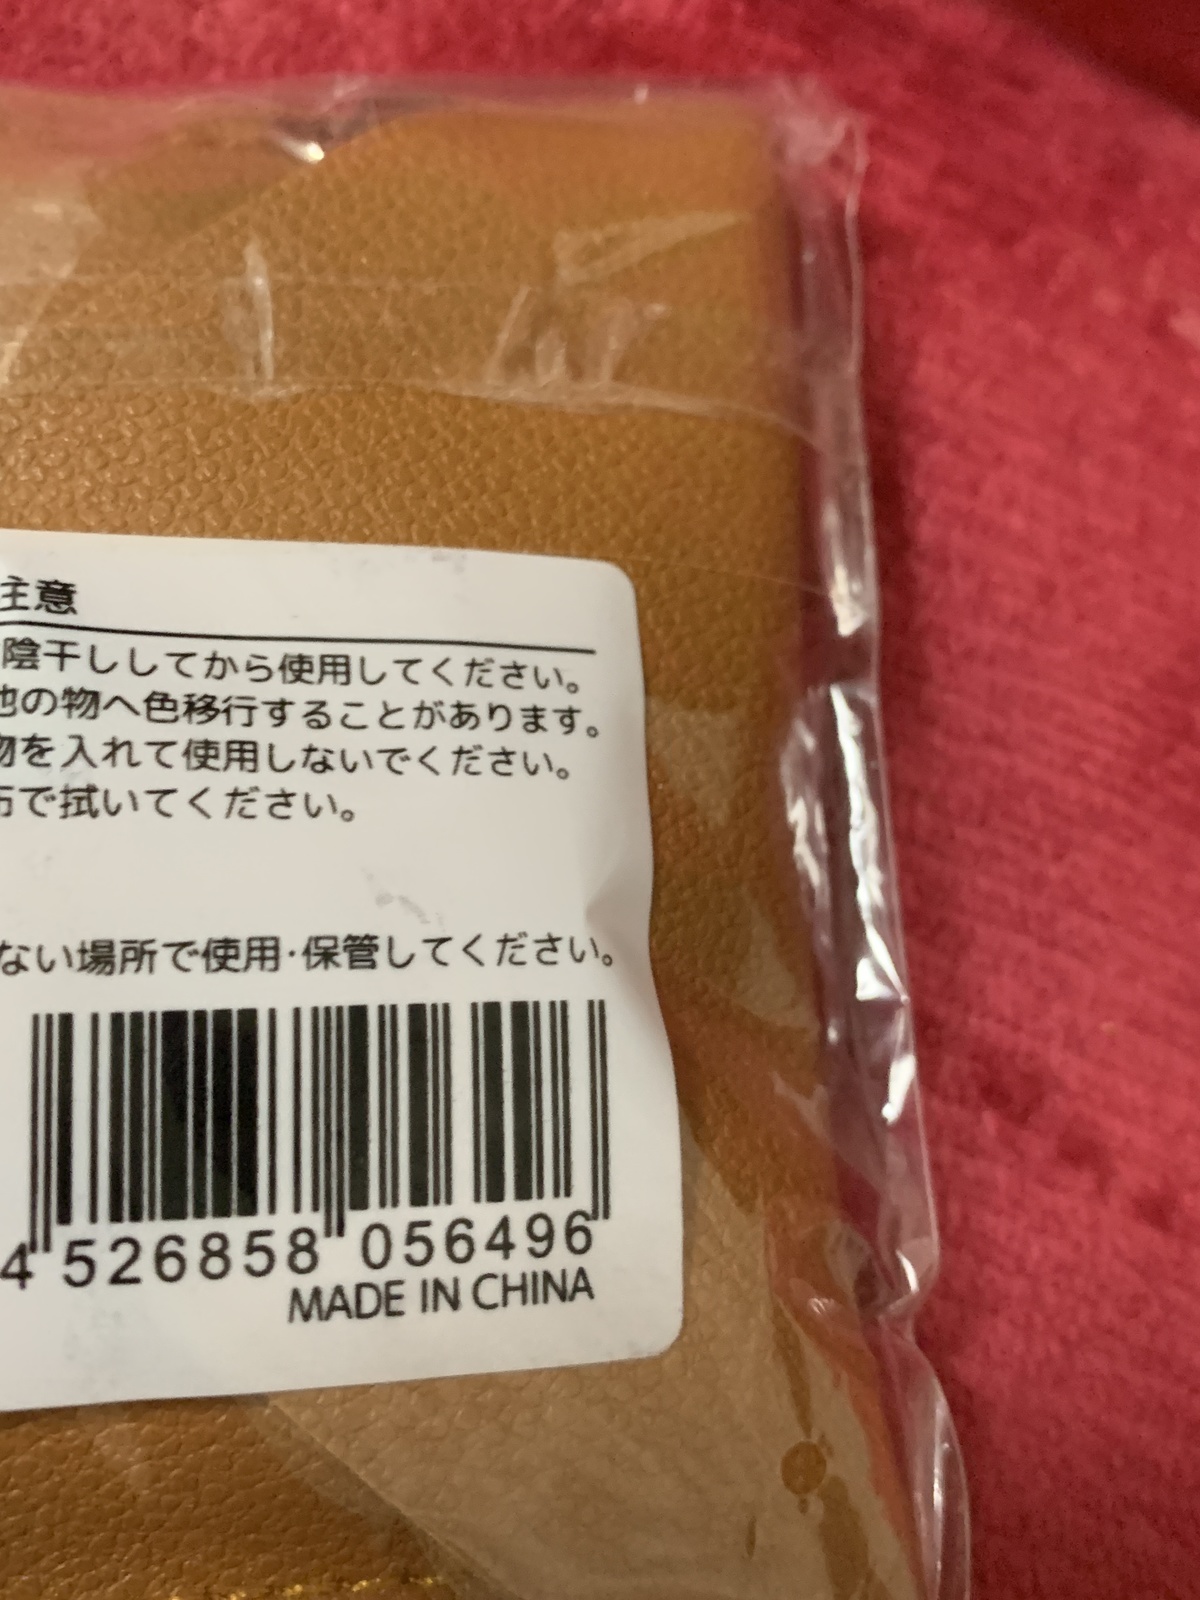 注意
陰干ししてから使用してください。
他の物へ色移行することがあります。
物を入れて使用しないでください。
布で拭いてください。
ない場所で使用·保管してください。
4 526858 056496
MADE IN CHINA